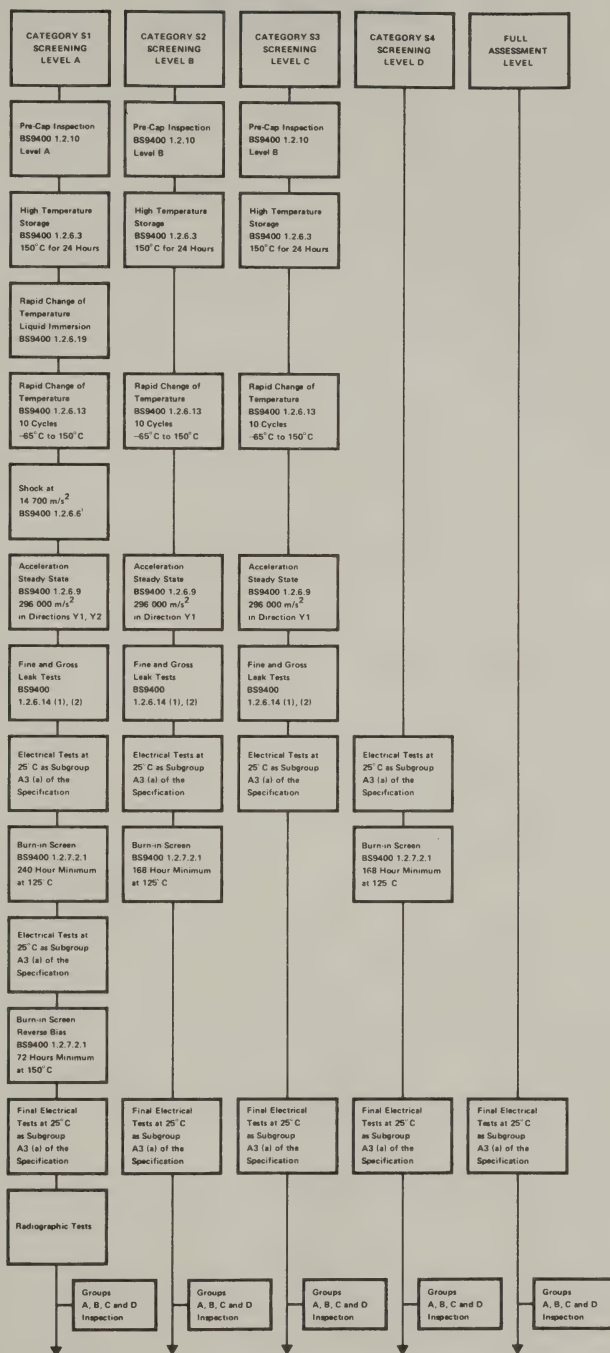 CATEGORY S1
SCREENING
LEVEL A
CATEGORY S2
SCREENING
LEVEL B
CATEGORY S3
SCREENING
LEVEL C
CATEGORY S4
SCREENING
LEVEL D
FULL
ASSESSMENT
LEVEL
Pre-Cap Inspection
BS9400 1.2.10
Level A
Pre-Cap Inspection
BS9400 1.2.10
Level B
Pre-Cap Inspection
BS9400 1.2.10
Level B
High Temperature
Storage
BS9400 1.2.6.3
150°C for 24 Hours
High Temperature
Storage
BS9400 1.2.6.3
150°C for 24 Hours
High Temperature
Storage
BS9400 1.2.6.3
150°C for 24 Hours
Rapid Change of
Temperature
Liquid Immersion
BS9400 1.2.6.19
Rapid Change of
Temperature
BS9400 1.2.6.13
10 Cycles
-65°C to 150°C
Rapid Change of
Temperature
BS9400 1.2.6.13
10 Cycles
-65°C to 150°C
Rapid Change of
Temperature
BS9400 1.2.6.13
10 Cycles
-65°C to 150°C
Shock at
14 700 m/s²
BS9400 1.2.6.6
Acceleration
Steady State
BS9400 1.2.6.9
296 000 m/s²
in Directions Y1, Y2
Acceleration
Steady State
BS9400 1.2.6.9
296 000 m/s²
in Direction Y1
Acceleration
Steady State
BS9400 1.2.6.9
296 000 m/s²
in Direction Y1
Fine and Gross
Leak Tests
BS9400
1.2.6.14 (1), (2)
Fine and Gross
Leak Tests
BS9400
1.2.6.14 (1), (2)
Fine and Gross
Leak Tests
BS9400
1.2.6.14 (1), (2)
Electrical Tests at
25°C as Subgroup
A3 (a) of the
Specification
Electrical Tests at
25°C as Subgroup
A3 (a) of the
Specification
Electrical Tests at
25°C as Subgroup
A3 (a) of the
Specification
Electrical Tests at
25°C as Subgroup
A3 (a) of the
Specification
Burn-in Screen
BS9400 1.2.7.2.1
240 Hour Minimum
at 125°C
Burn-in Screen
BS9400 1.2.7.2.1
168 Hour Minimum
at 125°C
Burn-in Screen
BS9400 1.2.7.2.1
168 Hour Minimum
at 125°C
Electrical Tests at
25°C as Subgroup
A3 (a) of the
Specification
Burn-in Screen
Reverse Bias
BS9400 1.2.7.2.1
72 Hours Minimum
at 150°C
Final Electrical
Tests at 25°C
as Subgroup
A3 (a) of the
Specification
Final Electrical
Tests at 25°C
as Subgroup
A3 (a) of the
Specification
Final Electrical
Tests at 25°C
as Subgroup
A3 (a) of the
Specification
Final Electrical
Tests at 25°C
as Subgroup
A3 (a) of the
Specification
Final Electrical
Tests at 25°C
as Subgroup
A3 (a) of the
Specification
Radiographic Tests
Groups
A, B, C and D
Inspection
Groups
A, B, C and D
Inspection
Groups
A, B, C and D
Inspection
Groups
A, B, C and D
Inspection
Groups
A, B, C and D
Inspection